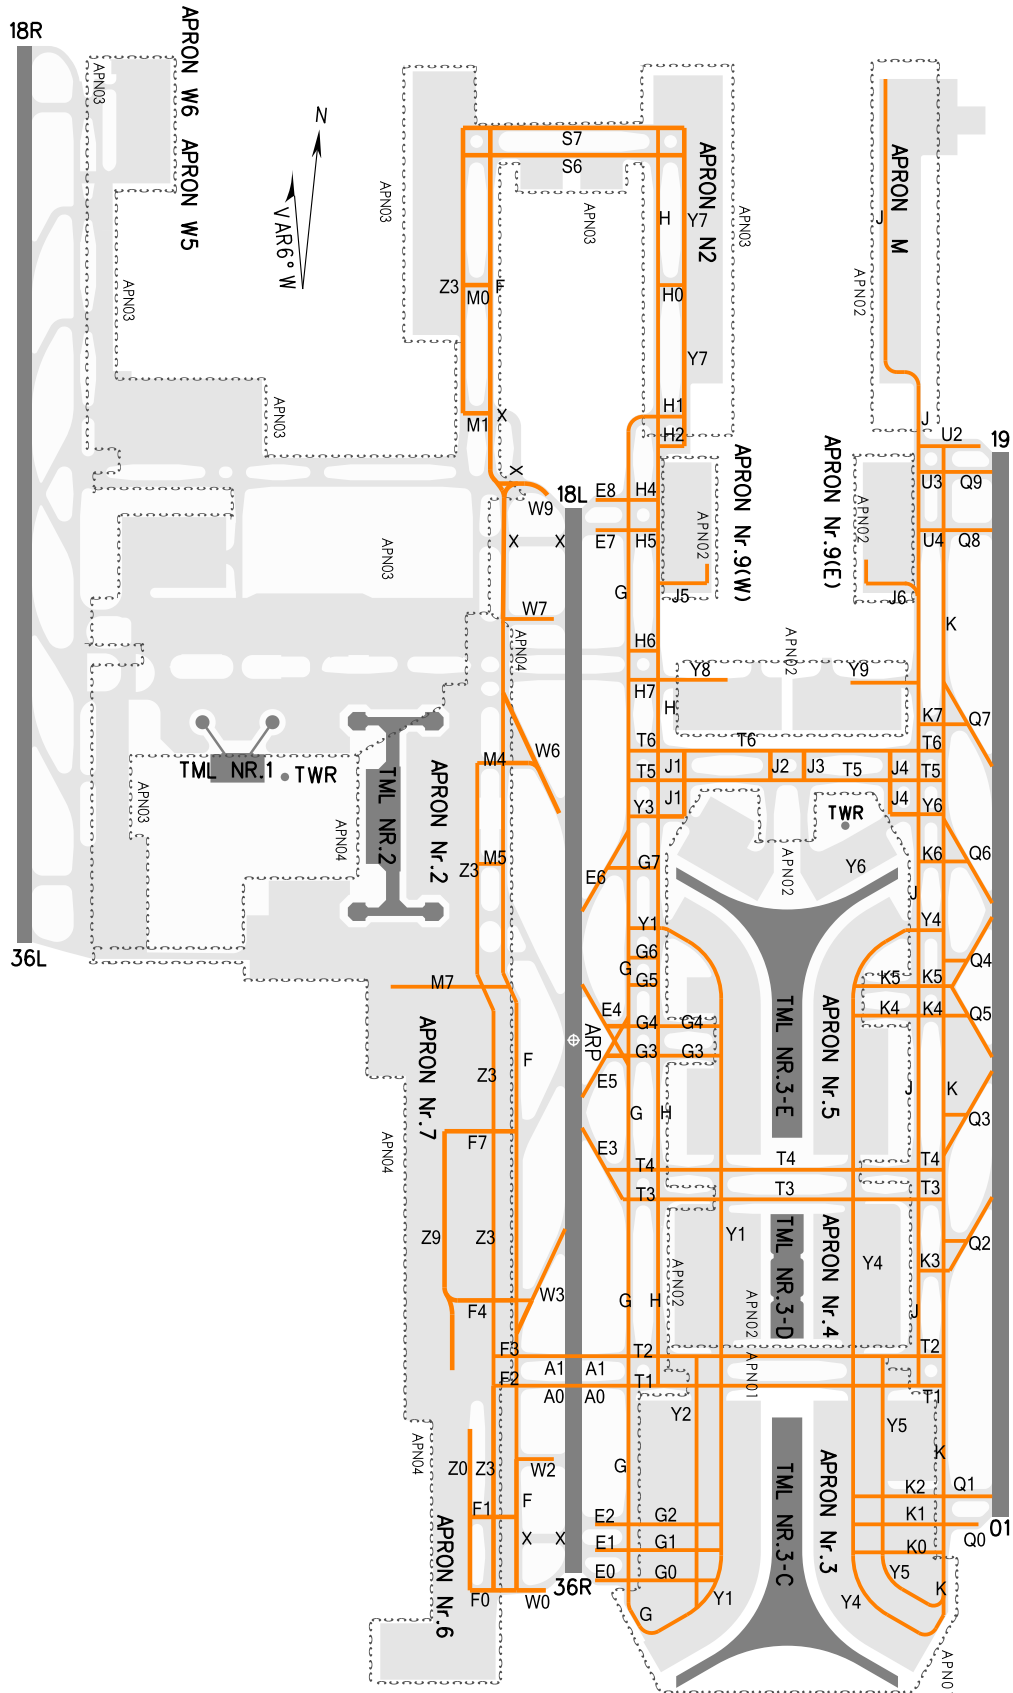 18R
APRON W6
APRON W5
APN03
N
VAR6°W
APN03
S7
S6
APN03
APRON N2
APN03
H
Y7
Z3
F
M0
H0
Y7
APRON M
J
APN02
APN03
APN03
M1
X
H1
H2
J
U2
19
X
W9
18L
E8
H4
APRON Nr.9(W)
APRON Nr.9(E)
U3
Q9
APN02
APN02
X
X
E7
H5
U4
Q8
APN03
G
J5
J6
W7
K
APN04
H6
APN02
Y8
Y9
H7
H
K7
Q7
TML NR.1
TWR
TML NR.2
APRON Nr.2
M4
W6
T6
T6
T6
T5
J1
J2
J3
T5
J4
T5
APN03
APN04
Y3
J1
J4
Y6
TWR
Z3
M5
E6
G7
APN02
Y6
K6
Q6
J
Y1
Y4
36L
G6
G
G5
Q4
K5
K5
M7
E4
G4
G4
K4
K4
Q5
APRON Nr.7
ARP
G3
G3
TML NR.3-E
APRON Nr.5
F
Z3
E5
G
H
J
K
Q3
APN04
F7
E3
T4
T4
T4
T3
T3
T3
Z9
Z3
Y1
TML NR.3-D
APRON Nr.4
Y4
Q2
APN02
K3
W3
F4
G
H
APN02
J
F3
T2
T2
A1
A1
F2
T1
APN01
T1
A0
A0
Y2
Y5
APN04
Z0
Z3
W2
G
TML NR.3-C
APRON Nr.3
K
K2
Q1
F
F1
E2
G2
K1
01
APRON Nr.6
X
X
E1
G1
K0
Q0
E0
G0
36R
F0
W0
Y1
G
Y4
Y5
K
APN0